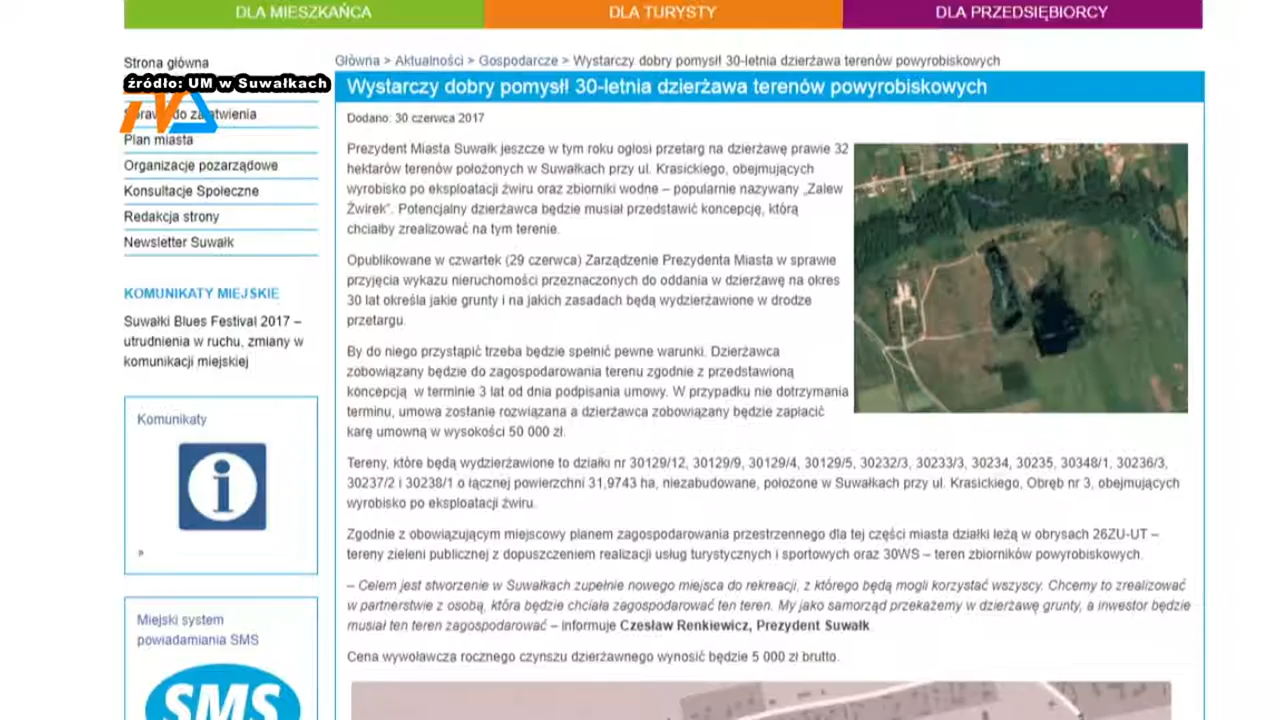 DLA MIESZKAŃCA
DLA TURYSTY
DLA PRZEDSIĘBIORCY
Strona główna
źródło: UM w Suwałkach
Plan miasta
Organizacje pozarządowe
Konsultacje Społeczne
Redakcja strony
Newsletter Suwałk
KOMUNIKATY MIEJSKIE
Suwałki Blues Festival 2017 –
utrudnienia w ruchu, zmiany w
komunikacji miejskiej
Komunikaty
»
Miejski system
powiadamiania SMS
SMS
Główna > Aktualności > Gospodarcze > Wystarczy dobry pomysł! 30-letnia dzierżawa terenów powyrobiskowych
Wystarczy dobry pomysł! 30-letnia dzierżawa terenów powyrobiskowych
Dodano: 30 czerwca 2017
Prezydent Miasta Suwałk jeszcze w tym roku ogłosi przetarg na dzierżawę prawie 32
hektarów terenów położonych w Suwałkach przy ul. Krasickiego, obejmujących
wyrobisko po eksploatacji żwiru oraz zbiorniki wodne – popularnie nazywany „Zalew
Żwirek”. Potencjalny dzierżawca będzie musiał przedstawić koncepcję, którą
chciałby zrealizować na tym terenie.
Opublikowane w czwartek (29 czerwca) Zarządzenie Prezydenta Miasta w sprawie
przyjęcia wykazu nieruchomości przeznaczonych do oddania w dzierżawę na okres
30 lat określa jakie grunty i na jakich zasadach będą wydzierżawione w drodze
przetargu.
By do niego przystąpić trzeba będzie spełnić pewne warunki. Dzierżawca
zobowiązany będzie do zagospodarowania terenu zgodnie z przedstawioną
koncepcją w terminie 3 lat od dnia podpisania umowy. W przypadku nie dotrzymania
terminu, umowa zostanie rozwiązana a dzierżawca zobowiązany będzie zapłacić
karę umowną w wysokości 50 000 zł.
Tereny, które będą wydzierżawione to działki nr 30129/12, 30129/9, 30129/4, 30129/5, 30232/3, 30233/3, 30234, 30235, 30348/1, 30236/3,
30237/2 i 30238/1 o łącznej powierzchni 31,9743 ha, niezabudowane, położone w Suwałkach przy ul. Krasickiego, Obręb nr 3, obejmujących
wyrobisko po eksploatacji żwiru.
Zgodnie z obowiązującym miejscowy planem zagospodarowania przestrzennego dla tej części miasta działki leżą w obrysach 26ZU-UT –
tereny zieleni publicznej z dopuszczeniem realizacji usług turystycznych i sportowych oraz 30WS – teren zbiorników powyrobiskowych.
– Celem jest stworzenie w Suwałkach zupełnie nowego miejsca do rekreacji, z którego będą mogli korzystać wszyscy. Chcemy to zrealizować
w partnerstwie z osobą, która będzie chciała zagospodarować ten teren. My jako samorząd przekażemy w dzierżawę grunty, a inwestor będzie
musiał ten teren zagospodarować – informuje Czesław Renkiewicz, Prezydent Suwałk.
Cena wywoławcza rocznego czynszu dzierżawnego wynosić będzie 5 000 zł brutto.